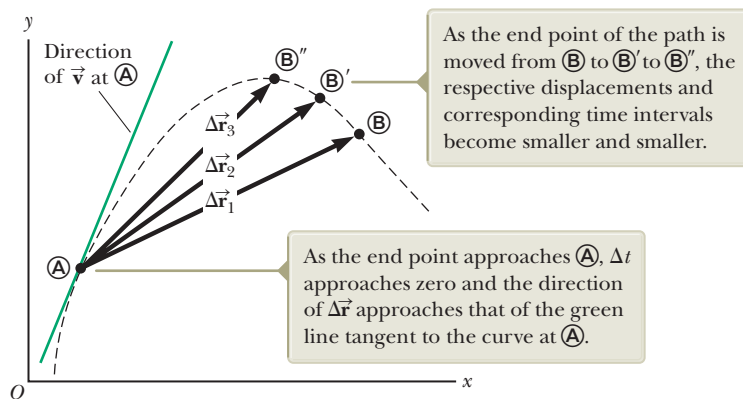 y
Direction
of v⃗ at Ⓐ
Ⓑ″
Ⓑ′
Ⓑ
As the end point of the path is
moved from Ⓑ to Ⓑ′ to Ⓑ″, the
respective displacements and
corresponding time intervals
become smaller and smaller.
Δr⃗₃
Δr⃗₂
Δr⃗₁
Ⓐ
As the end point approaches Ⓐ, Δt
approaches zero and the direction
of Δr⃗ approaches that of the green
line tangent to the curve at Ⓐ.
O
x